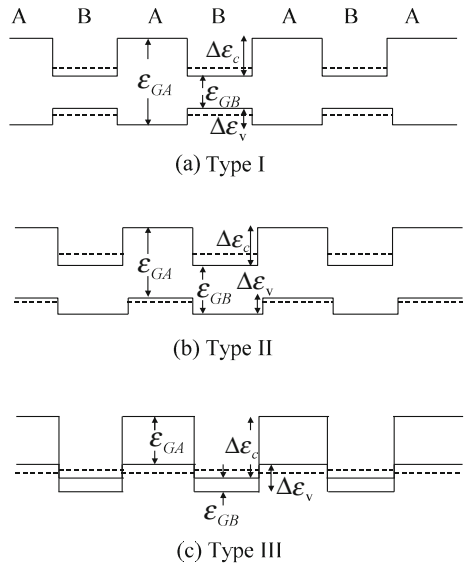 A B A B A B A
Δε_c
ε_GA
ε_GB
Δε_v
(a) Type I
Δε_c
ε_GA
Δε_v
ε_GB
(b) Type II
ε_GA
Δε_c
Δε_v
ε_GB
(c) Type III